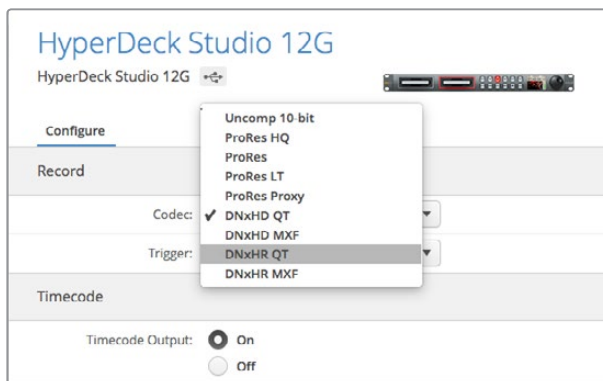 HyperDeck Studio 12G
HyperDeck Studio 12G
Configure
Record
Codec:
Uncomp 10-bit
ProRes HQ
ProRes
ProRes LT
ProRes Proxy
✓ DNxHD QT
DNxHD MXF
DNxHR QT
DNxHR MXF
Trigger:
Timecode
Timecode Output:
On
Off